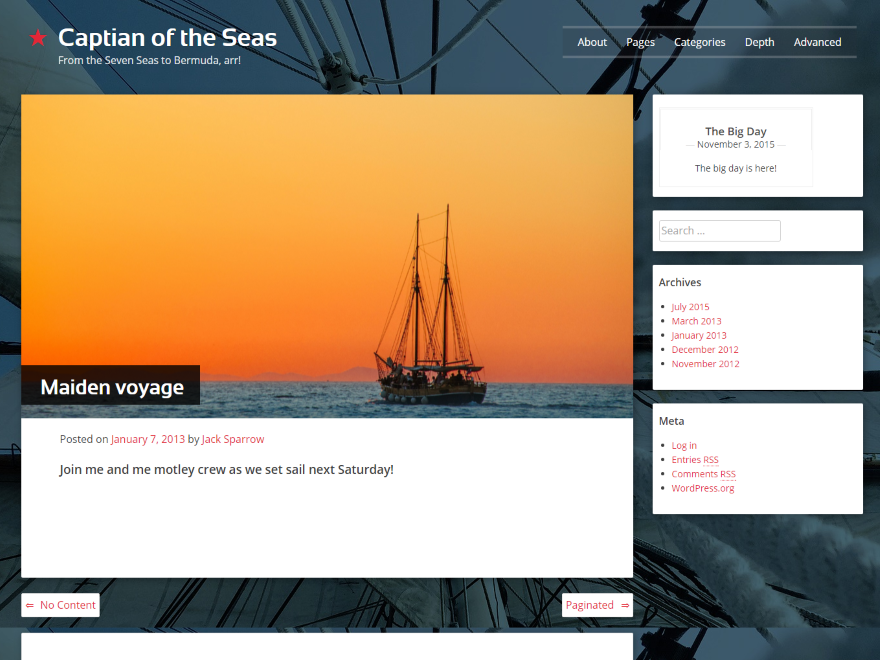 Captian of the Seas
From the Seven Seas to Bermuda, arr!
About Pages Categories Depth Advanced
Maiden voyage
Posted on January 7, 2013 by Jack Sparrow
Join me and me motley crew as we set sail next Saturday!
⇐ No Content
Paginated ⇒
The Big Day
November 3, 2015
The big day is here!
Search ...
Archives
July 2015
March 2013
January 2013
December 2012
November 2012
Meta
Log in
Entries RSS
Comments RSS
WordPress.org